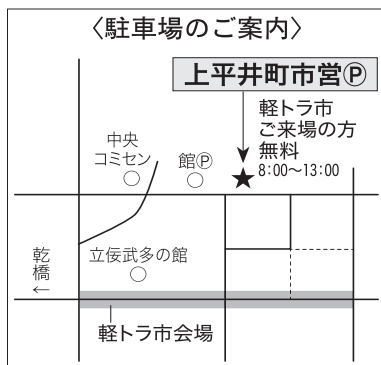 〈駐車場のご案内〉
上平井町市営Ⓟ
軽トラ市
ご来場の方
無料
8:00〜13:00
中央
コミセン
館Ⓟ
立佞武多の館
乾橋
←
軽トラ市会場